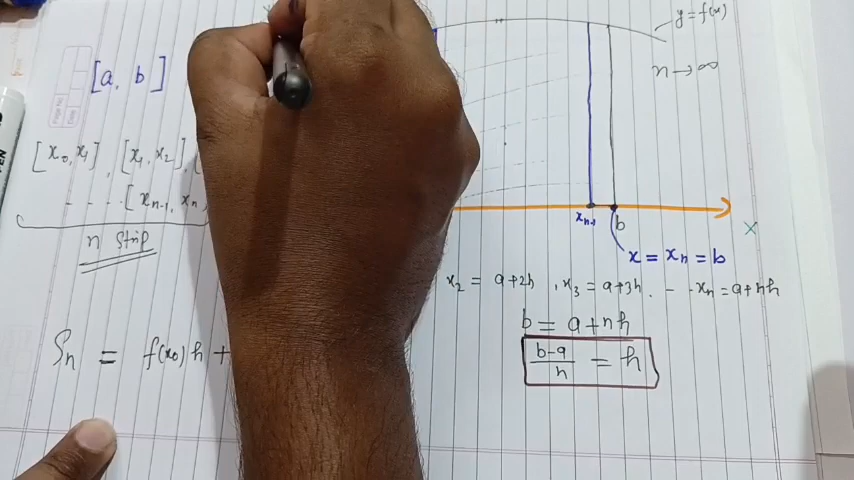 [a, b]
y = f(x)
n → ∞
[x₀, x₁], [x₁, x₂], [
- - . . . [xₙ₋₁, xₙ
n strip
xₙ₋₁
b
X
x = xₙ = b
x₂ = a+2h , x₃ = a+3h . - - xₙ = a+nh
b = a+nh
Sₙ = f(x₀)h +
(b-a)/n = h